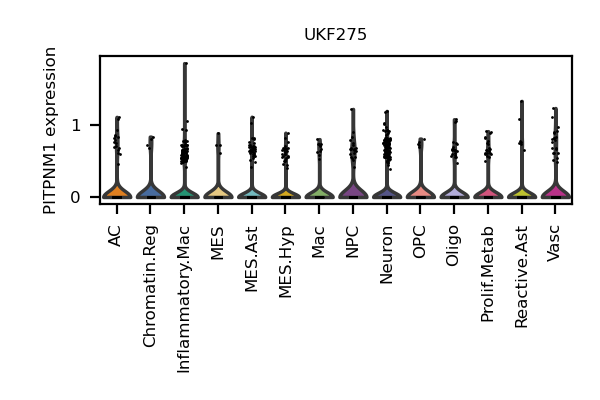 UKF275
PITPNM1 expression
1
0
AC
Chromatin.Reg
Inflammatory.Mac
MES
MES.Ast
MES.Hyp
Mac
NPC
Neuron
OPC
Oligo
Prolif.Metab
Reactive.Ast
Vasc